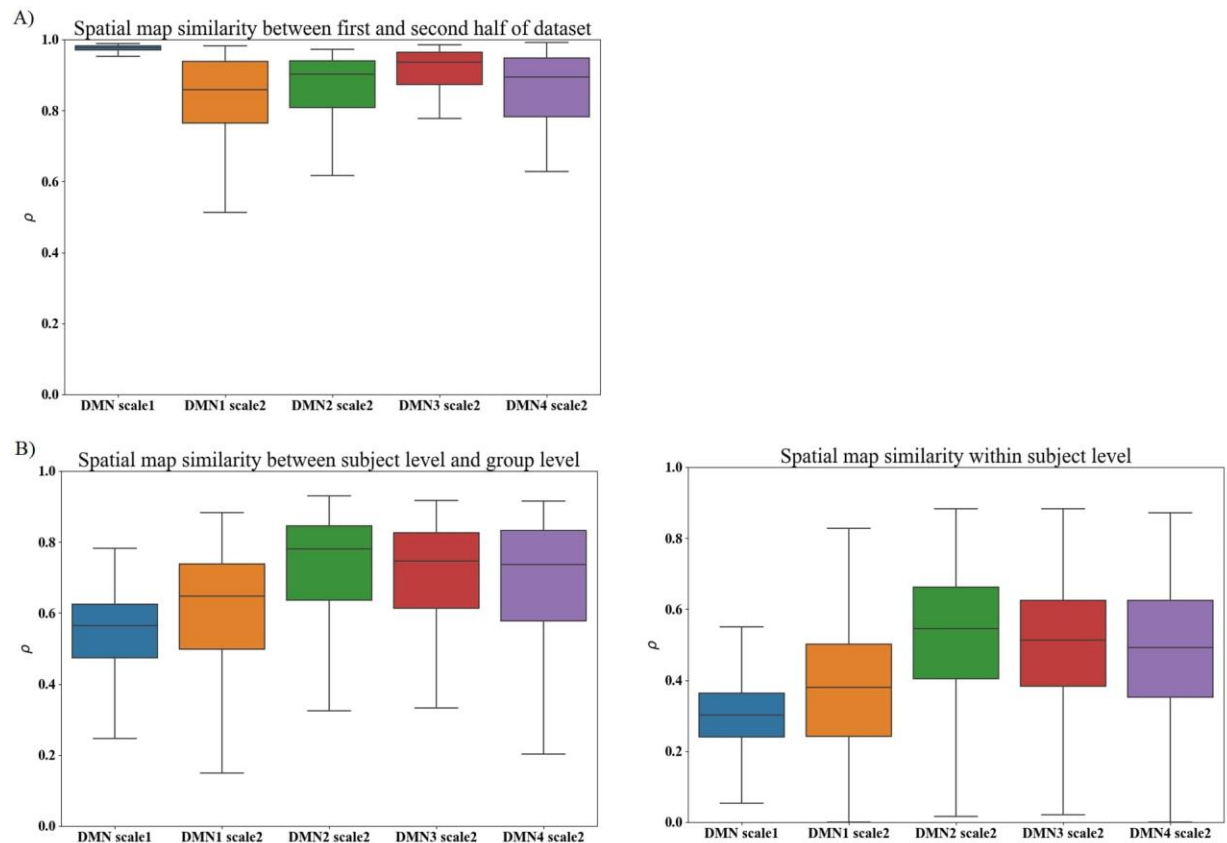 A)
Spatial map similarity between first and second half of dataset
1.0
0.8
0.6
ρ
0.4
0.2
0.0
DMN scale1 DMN1 scale2 DMN2 scale2 DMN3 scale2 DMN4 scale2
B)
Spatial map similarity between subject level and group level
1.0
0.8
0.6
ρ
0.4
0.2
0.0
DMN scale1 DMN1 scale2 DMN2 scale2 DMN3 scale2 DMN4 scale2
Spatial map similarity within subject level
1.0
0.8
0.6
ρ
0.4
0.2
0.0
DMN scale1 DMN1 scale2 DMN2 scale2 DMN3 scale2 DMN4 scale2